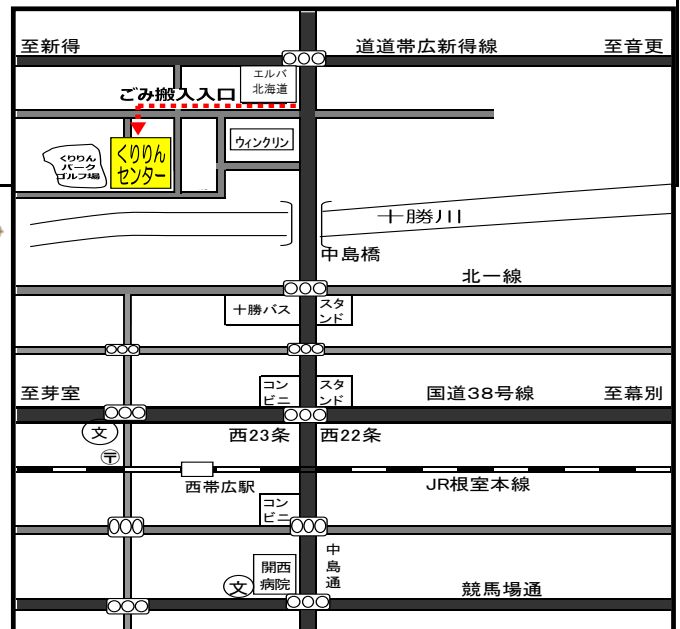 至新得
道道帯広新得線
至音更
エルバ
北海道
ごみ搬入入口
ウィンクリン
くりりん
パーク
ゴルフ場
くりりん
センター
十勝川
中島橋
北一線
十勝バス
スタ
ンド
至芽室
コン
ビニ
スタ
ンド
国道38号線
至幕別
文
〒
西23条
西22条
西帯広駅
JR根室本線
コン
ビニ
中島通
開西
病院
文
競馬場通